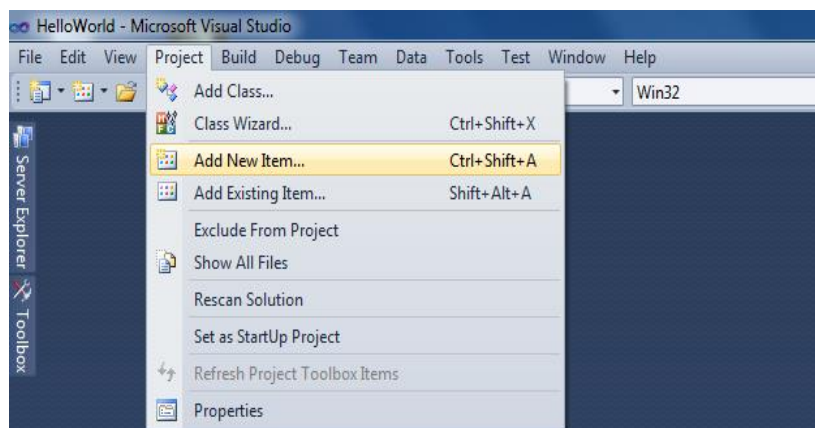 HelloWorld - Microsoft Visual Studio
File Edit View Project Build Debug Team Data Tools Test Window Help
Win32
Add Class...
Class Wizard... Ctrl+Shift+X
Add New Item... Ctrl+Shift+A
Add Existing Item... Shift+Alt+A
Exclude From Project
Show All Files
Rescan Solution
Set as StartUp Project
Refresh Project Toolbox Items
Properties
Server Explorer
Toolbox